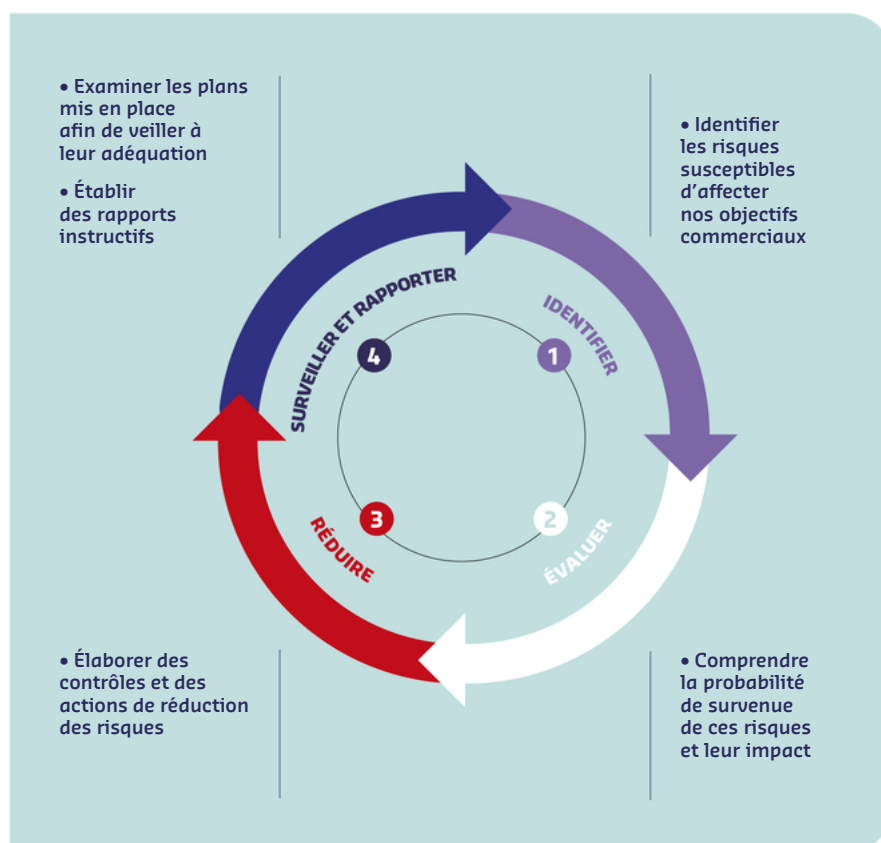 • Examiner les plans
mis en place
afin de veiller à
leur adéquation
• Établir
des rapports
instructifs
• Identifier
les risques
susceptibles
d’affecter
nos objectifs
commerciaux
SURVEILLER ET RAPPORTER
4
IDENTIFIER
1
3
RÉDUIRE
2
ÉVALUER
• Élaborer des
contrôles et des
actions de réduction
des risques
• Comprendre
la probabilité
de survenue
de ces risques
et leur impact